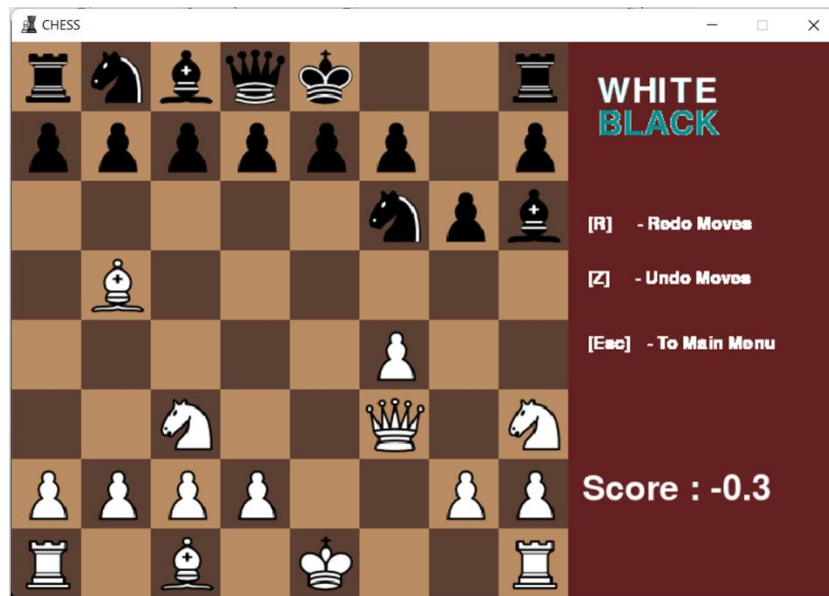 CHESS
WHITE
BLACK
[R] - Redo Moves
[Z] - Undo Moves
[Esc] - To Main Menu
Score : -0.3